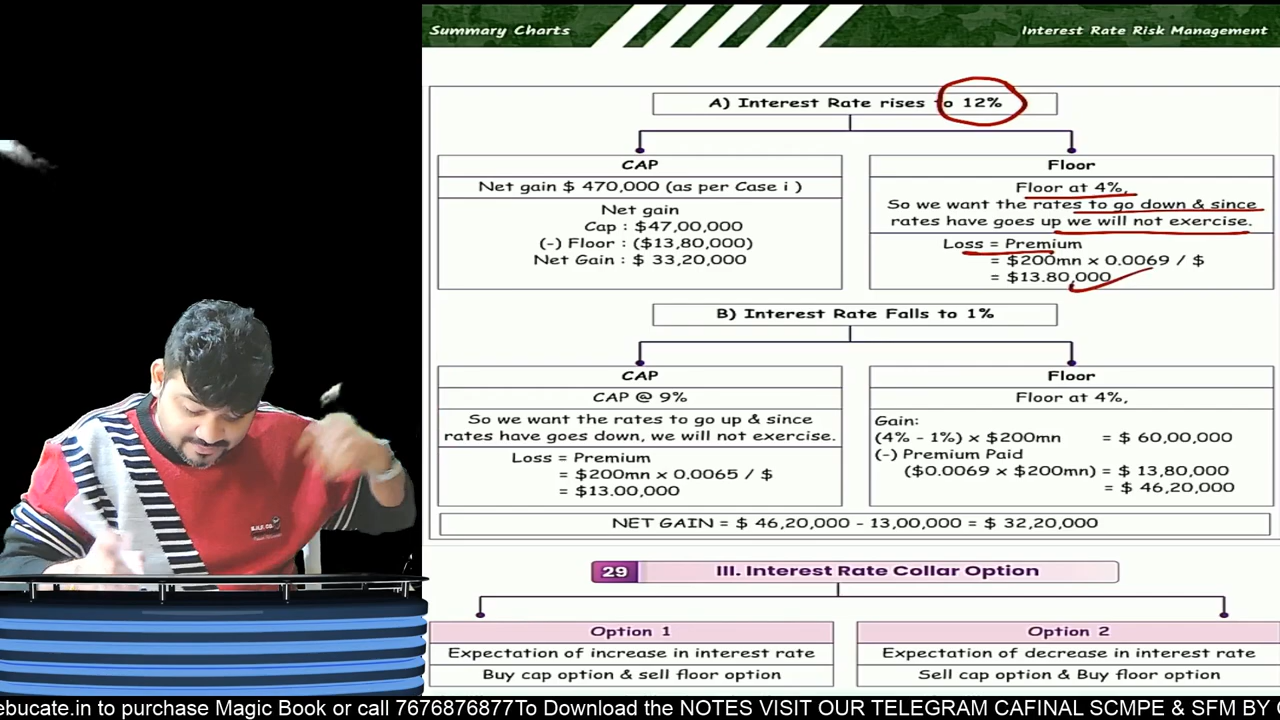 Summary Charts
Interest Rate Risk Management
A) Interest Rate rises to 12%
CAP
Net gain $ 470,000 (as per Case i )
Net gain
Cap : $47,00,000
(-) Floor : ($13,80,000)
Net Gain : $ 33,20,000
Floor
Floor at 4%,
So we want the rates to go down & since
rates have goes up we will not exercise.
Loss = Premium
= $200mn x 0.0069 / $
= $13.80,000
B) Interest Rate Falls to 1%
CAP
CAP @ 9%
So we want the rates to go up & since
rates have goes down, we will not exercise.
Loss = Premium
= $200mn x 0.0065 / $
= $13.00,000
Floor
Floor at 4%,
Gain:
(4% - 1%) x $200mn = $ 60,00,000
(-) Premium Paid
($0.0069 x $200mn) = $ 13,80,000
= $ 46,20,000
NET GAIN = $ 46,20,000 - 13,00,000 = $ 32,20,000
29 III. Interest Rate Collar Option
Option 1
Expectation of increase in interest rate
Buy cap option & sell floor option
Option 2
Expectation of decrease in interest rate
Sell cap option & Buy floor option
ebucate.in to purchase Magic Book or call 7676876877To Download the NOTES VISIT OUR TELEGRAM CAFINAL SCMPE & SFM BY